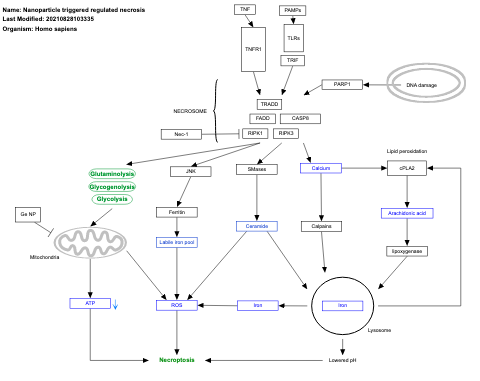 Name: Nanoparticle triggered regulated necrosis
Last Modified: 20210828103335
Organism: Homo sapiens
TNF
PAMPs
TNFR1
TLRs
TRIF
PARP1
DNA damage
NECROSOME
TRADD
FADD
CASP8
Nec-1
RIPK1
RIPK3
Lipid peroxidation
Glutaminolysis
Glycogenolysis
Glycolysis
JNK
SMases
Calcium
cPLA2
Ge NP
Ferritin
Ceramide
Calpains
Arachidonic acid
Labile iron pool
lipoxygenase
Mitochondria
ATP
ROS
Iron
Iron
Lysosome
Necroptosis
Lowered pH